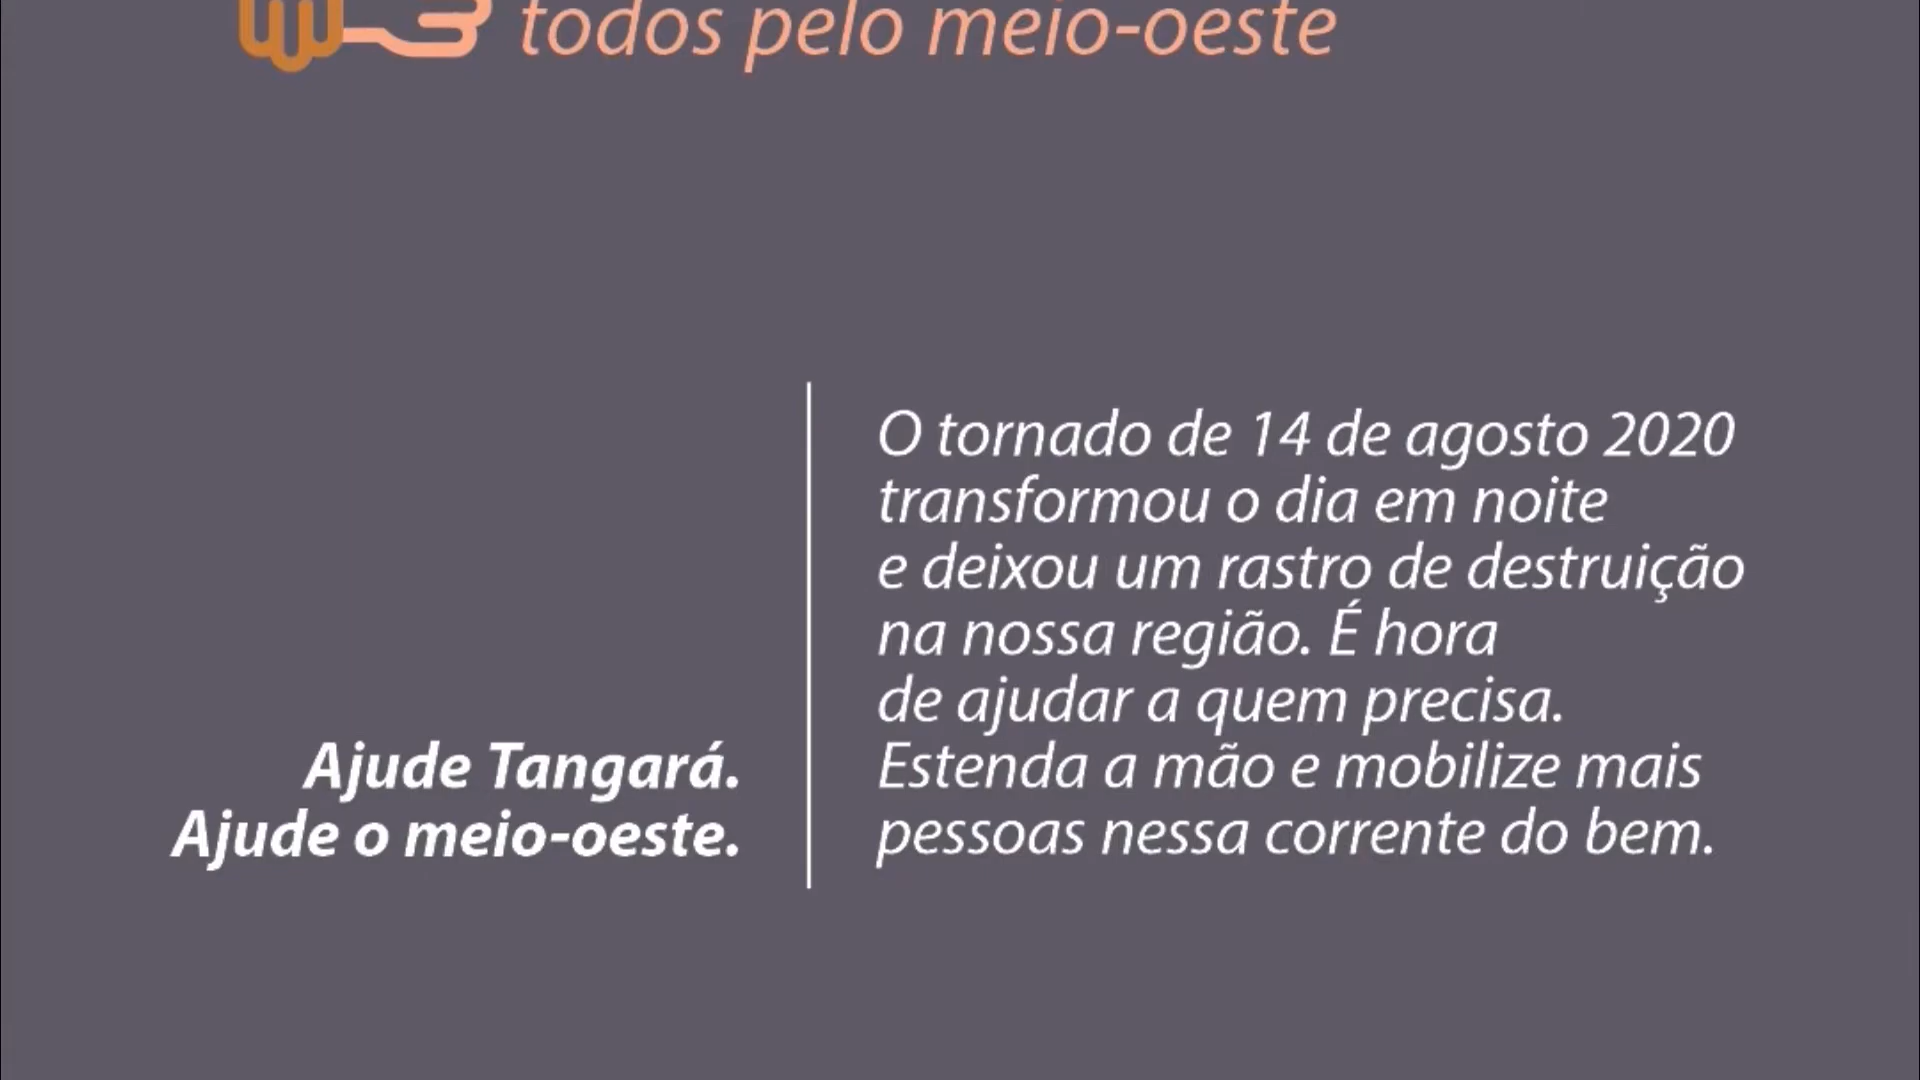 todos pelo meio-oeste
Ajude Tangará.
Ajude o meio-oeste.
O tornado de 14 de agosto 2020
transformou o dia em noite
e deixou um rastro de destruição
na nossa região. É hora
de ajudar a quem precisa.
Estenda a mão e mobilize mais
pessoas nessa corrente do bem.